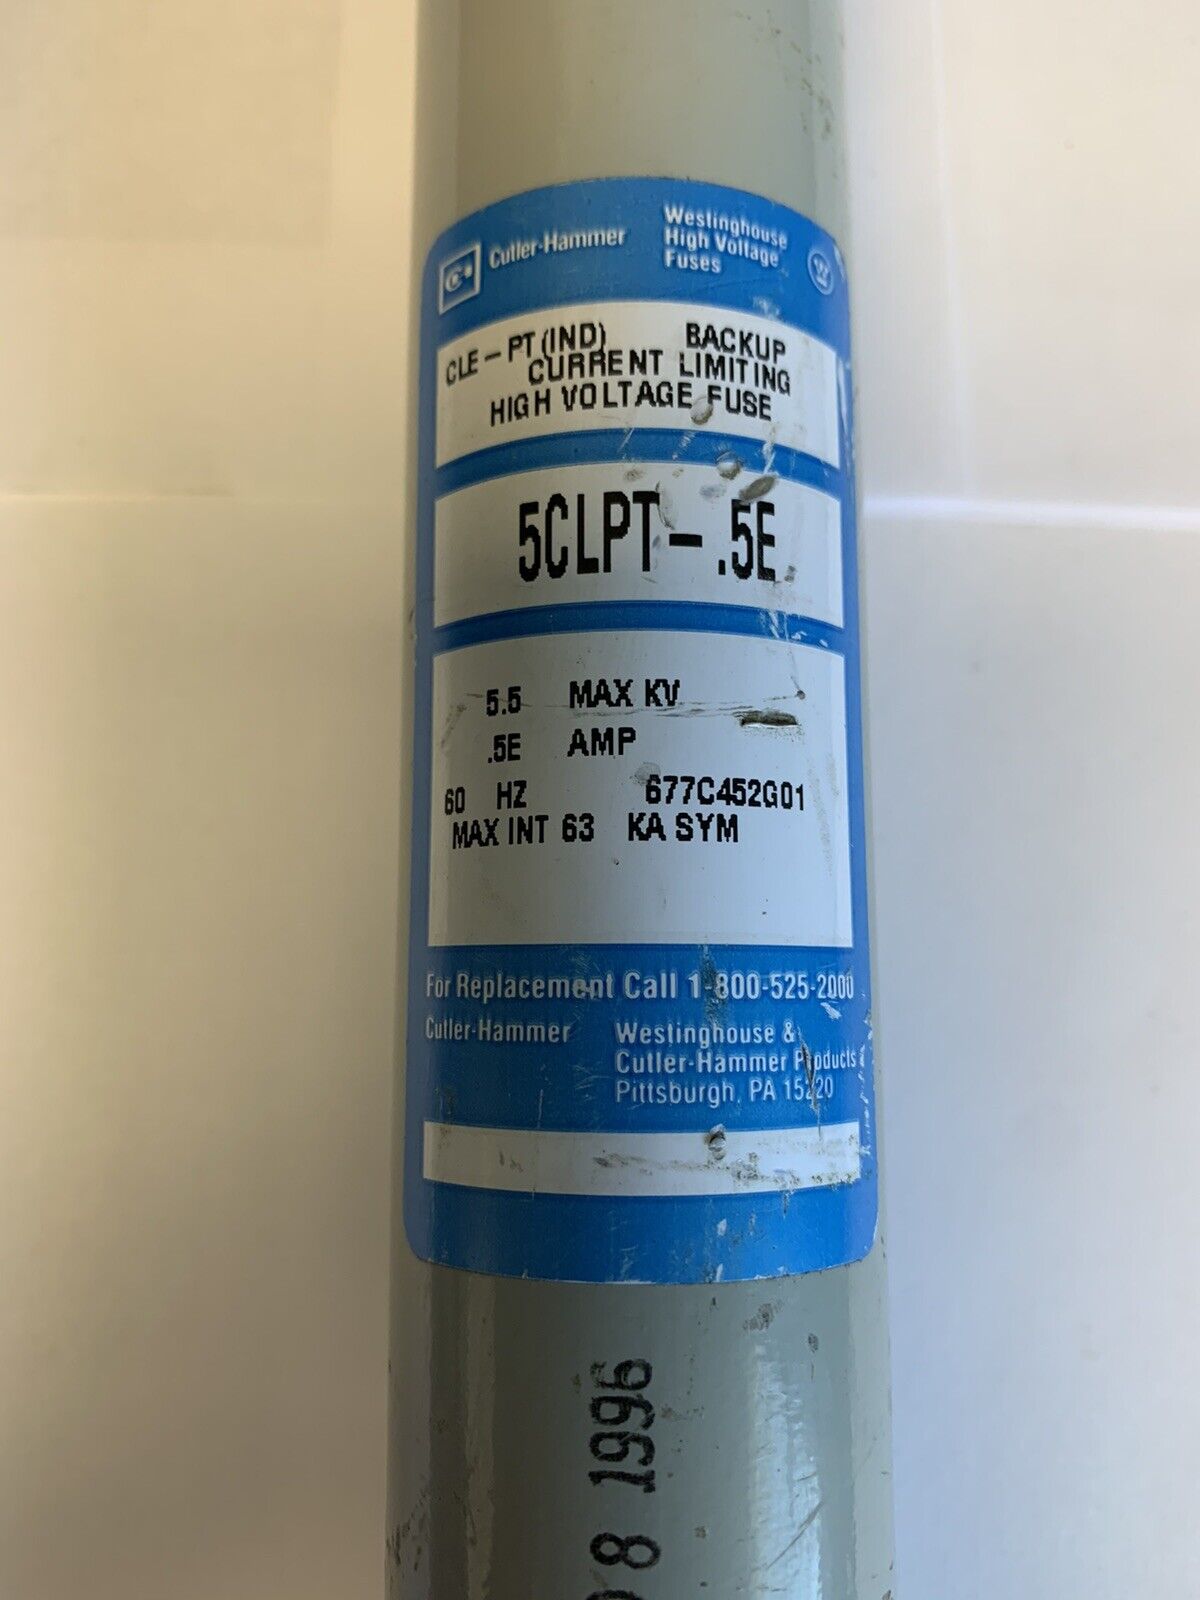 Cutler-Hammer
Westinghouse
High Voltage
Fuses
CLE-PT(IND) BACKUP
CURRENT LIMITING
HIGH VOLTAGE FUSE
5CLPT-.5E
5.5 MAX KV
.5E AMP
60 HZ 677C452G01
MAX INT 63 KA SYM
For Replacement Call 1-800-525-2000
Cutler-Hammer
Westinghouse &
Cutler-Hammer Products
Pittsburgh, PA 15220
8 1996